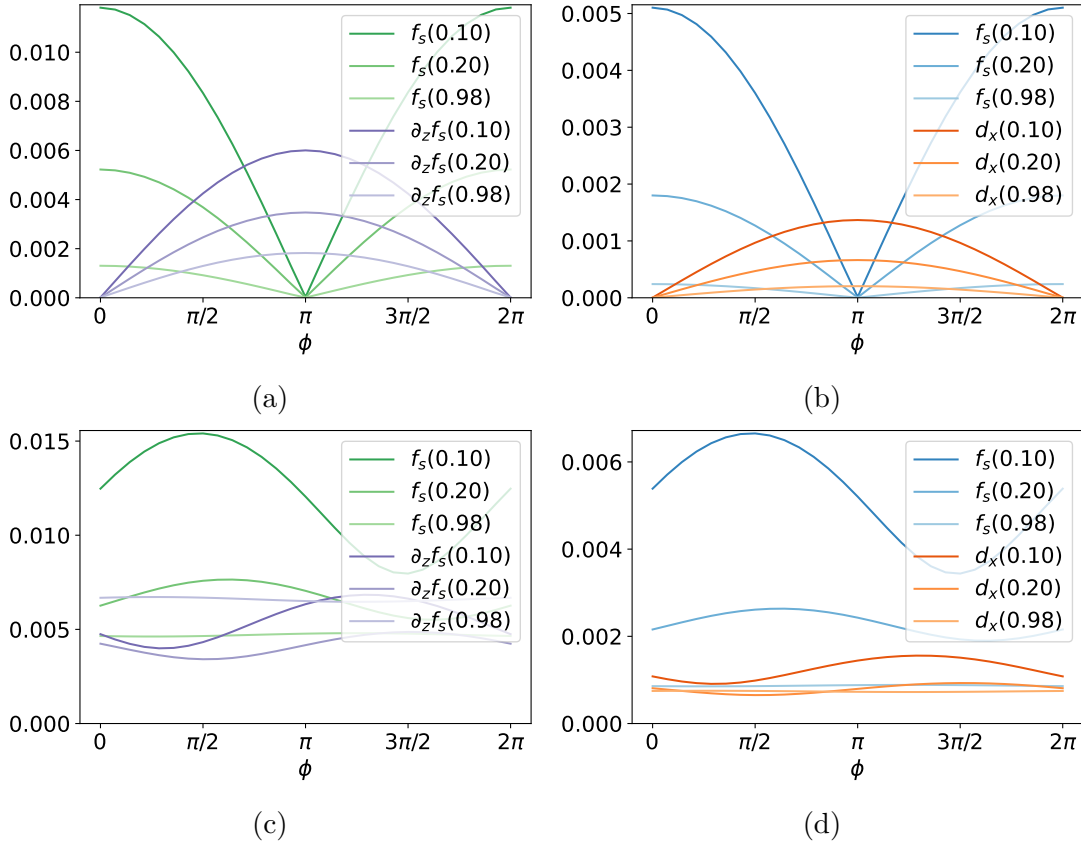 0.010
0.008
0.006
0.004
0.002
0.000
0
π/2
π
3π/2
2π
ϕ
f_s(0.10)
f_s(0.20)
f_s(0.98)
∂_z f_s(0.10)
∂_z f_s(0.20)
∂_z f_s(0.98)
(a)
0.005
0.004
0.003
0.002
0.001
0.000
0
π/2
π
3π/2
2π
ϕ
f_s(0.10)
f_s(0.20)
f_s(0.98)
d_x(0.10)
d_x(0.20)
d_x(0.98)
(b)
0.015
0.010
0.005
0.000
0
π/2
π
3π/2
2π
ϕ
f_s(0.10)
f_s(0.20)
f_s(0.98)
∂_z f_s(0.10)
∂_z f_s(0.20)
∂_z f_s(0.98)
(c)
0.006
0.004
0.002
0.000
0
π/2
π
3π/2
2π
ϕ
f_s(0.10)
f_s(0.20)
f_s(0.98)
d_x(0.10)
d_x(0.20)
d_x(0.98)
(d)